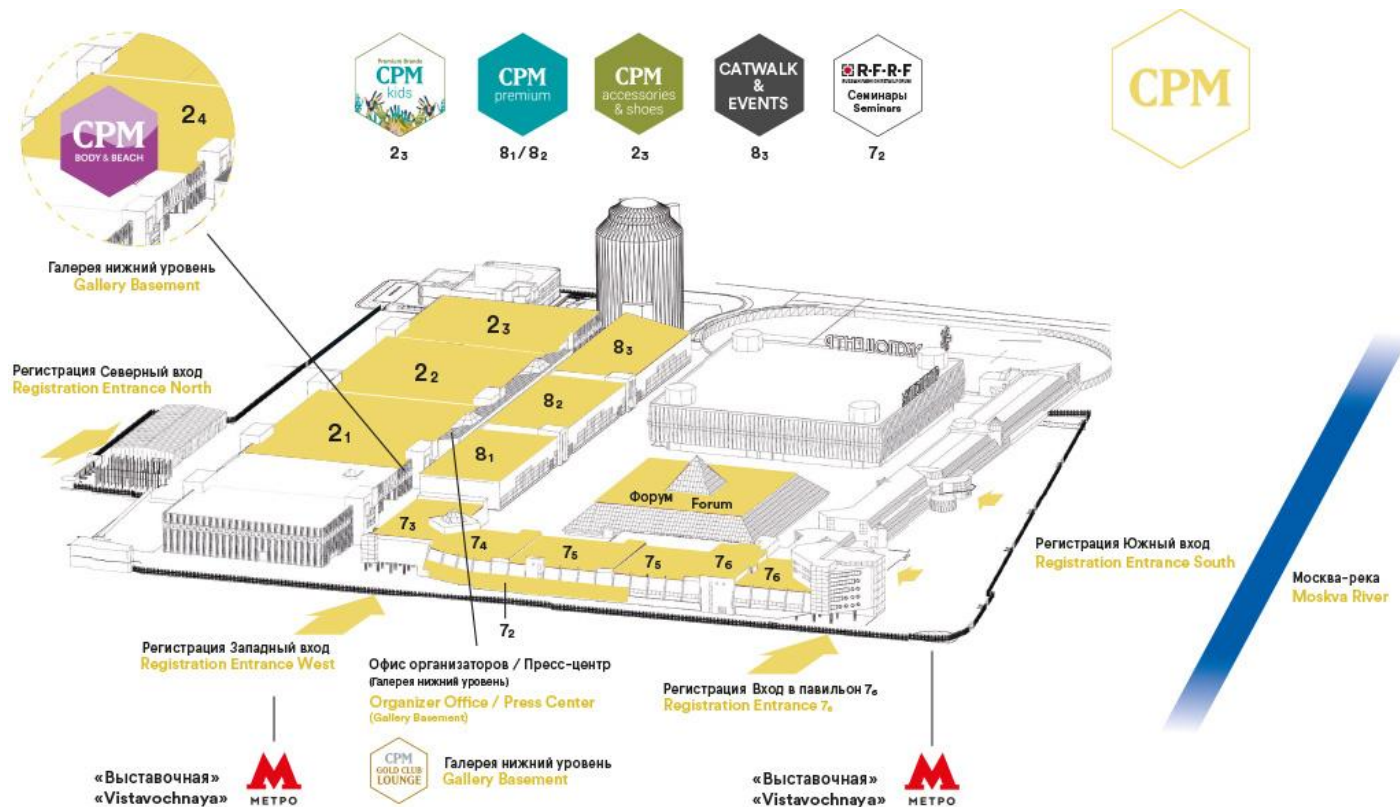 Premium Brands
CPM
kids
2₃
CPM
premium
8₁/8₂
CPM
accessories
& shoes
2₃
CATWALK
&
EVENTS
8₃
R-F-R-F
Семинары
Seminars
7₂
CPM
2₄
CPM
BODY & BEACH
Галерея нижний уровень
Gallery Basement
Регистрация Северный вход
Registration Entrance North
2₃
2₂
2₁
8₃
8₂
8₁
Форум
Forum
7₃
7₄
7₅
7₅
7₆
7₆
7₂
Регистрация Южный вход
Registration Entrance South
Москва-река
Moskva River
Регистрация Западный вход
Registration Entrance West
Офис организаторов / Пресс-центр
(Галерея нижний уровень)
Organizer Office / Press Center
(Gallery Basement)
Регистрация Вход в павильон 7₆
Registration Entrance 7₆
CPM
GOLD CLUB
LOUNGE
Галерея нижний уровень
Gallery Basement
«Выставочная»
«Vistavochnaya»
МЕТРО
«Выставочная»
«Vistavochnaya»
МЕТРО